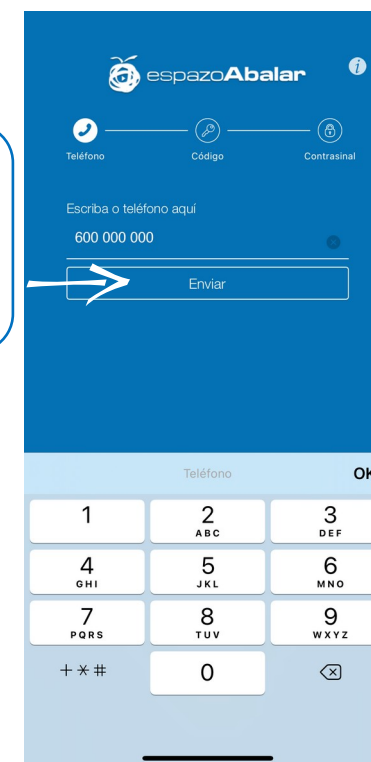 espazoAbalar
Teléfono Código Contrasinal
Escriba o teléfono aquí
600 000 000
Enviar
Teléfono OK
1 2 3
ABC DEF
4 5 6
GHI JKL MNO
7 8 9
PQRS TUV WXYZ
+*# 0